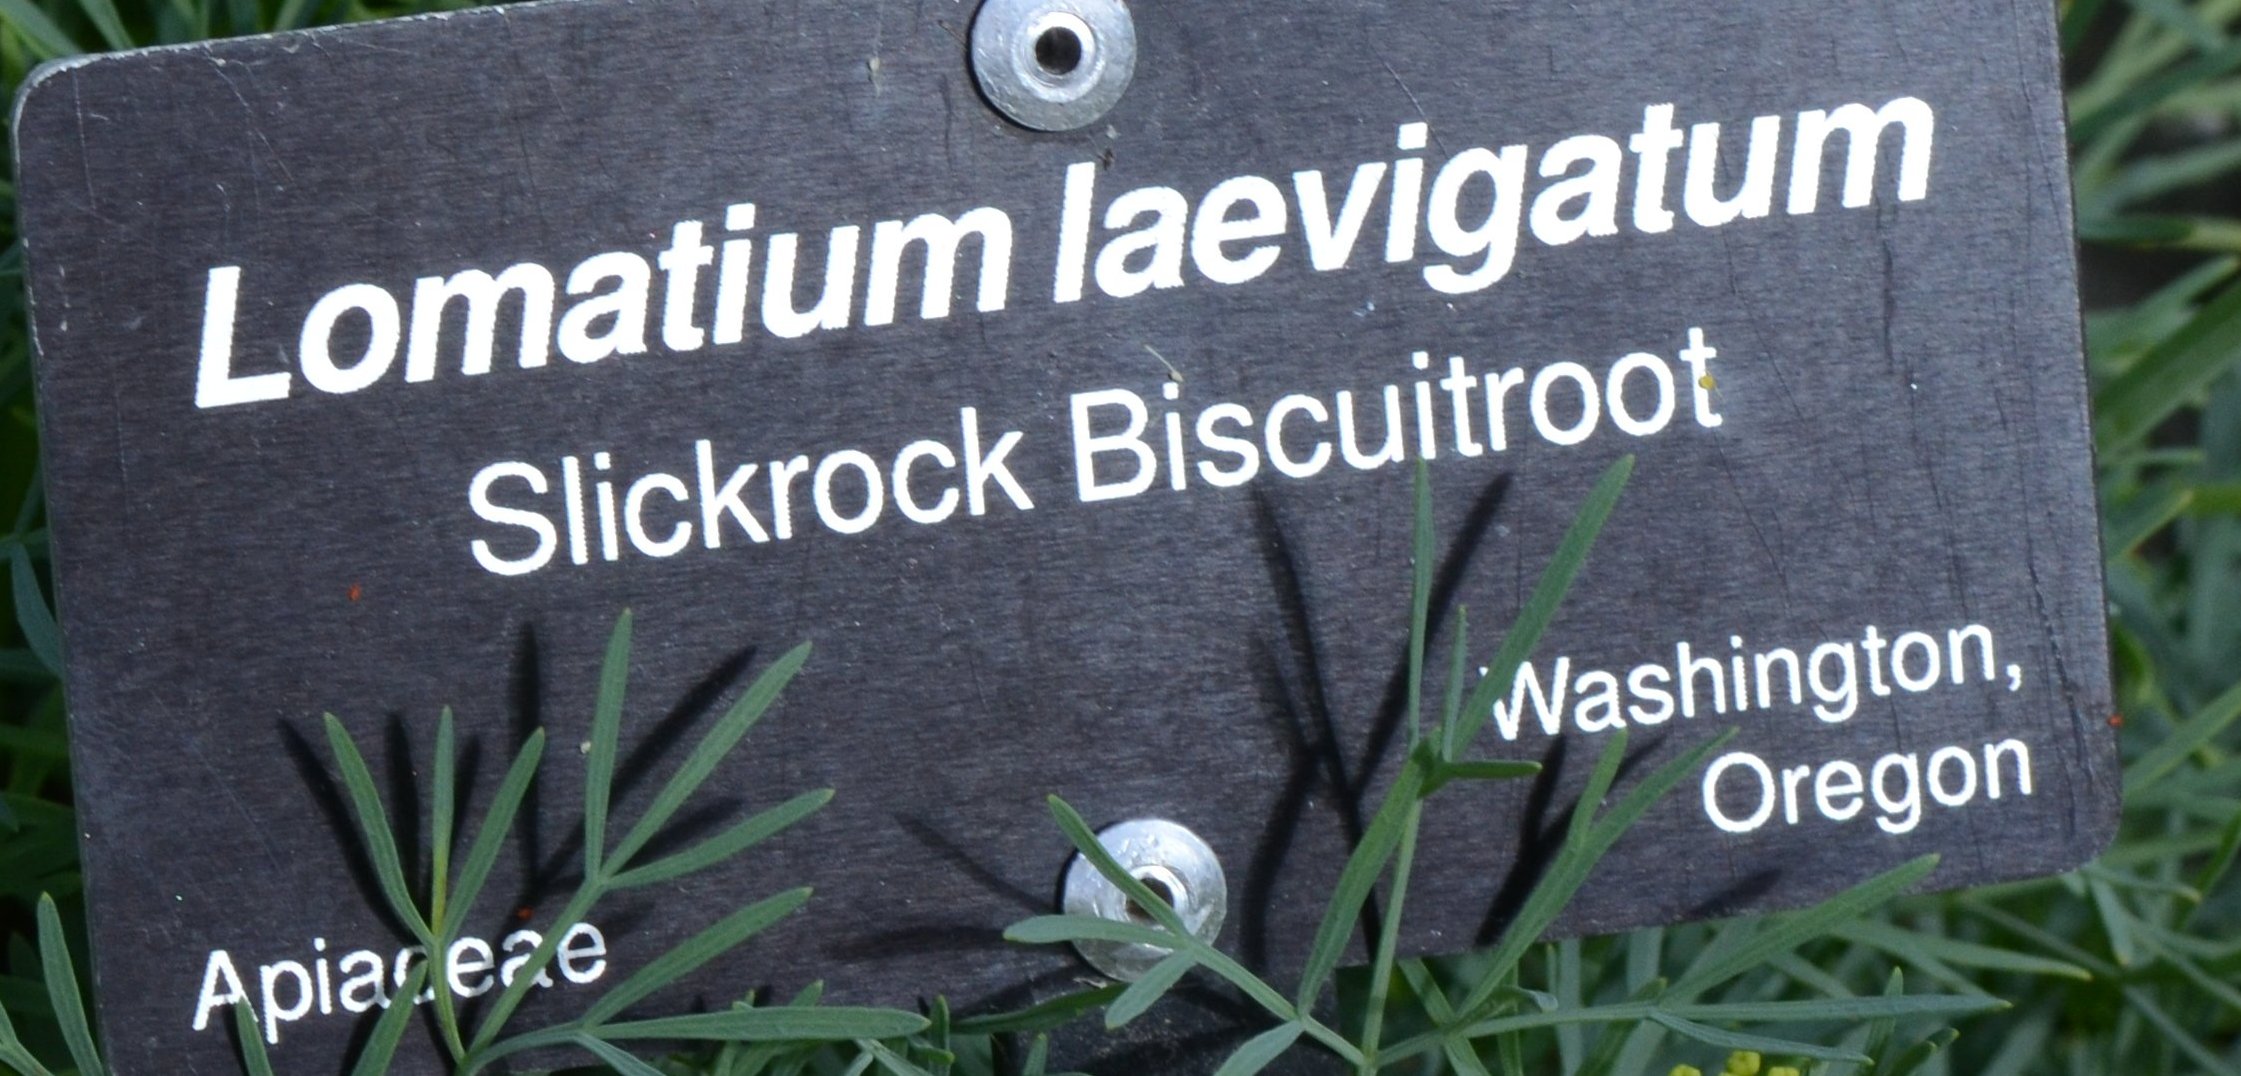 Lomatium laevigatum
Slickrock Biscuitroot
Washington,
Oregon
Apiaceae